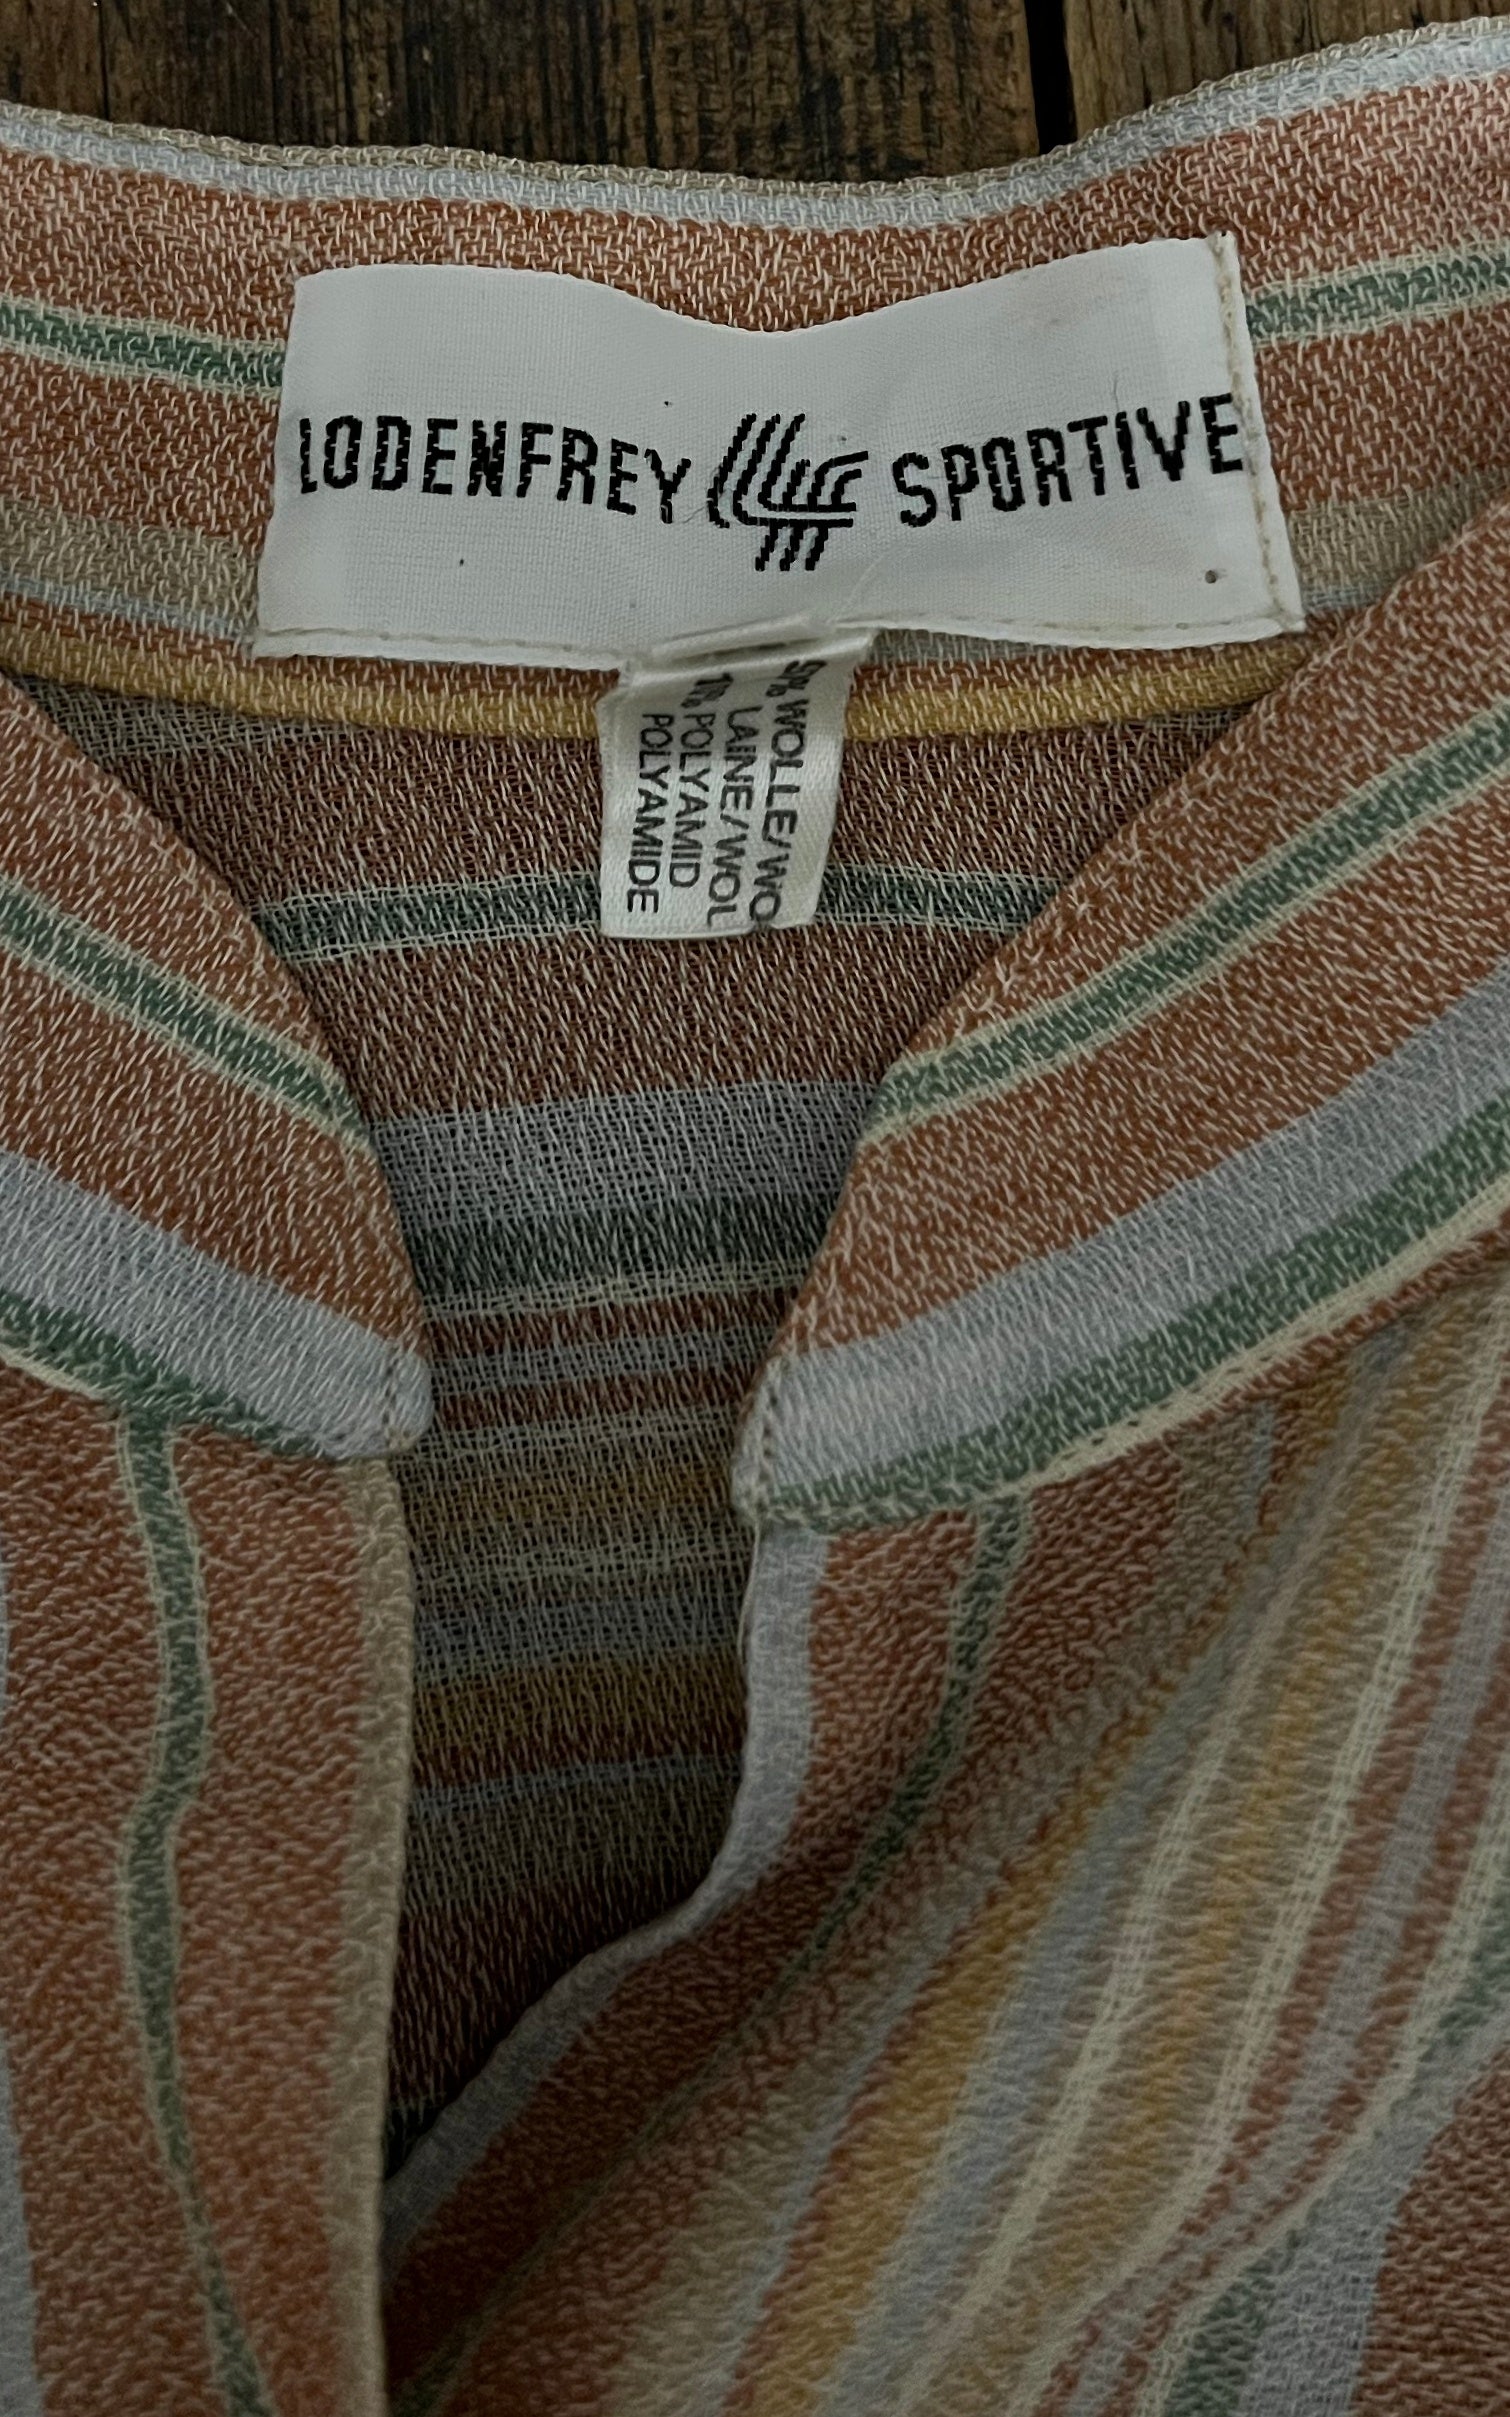 LODENFREY SPORTIVE
% WOLLE/WO
LAINE/WOL
% POLYAMID
POLYAMIDE